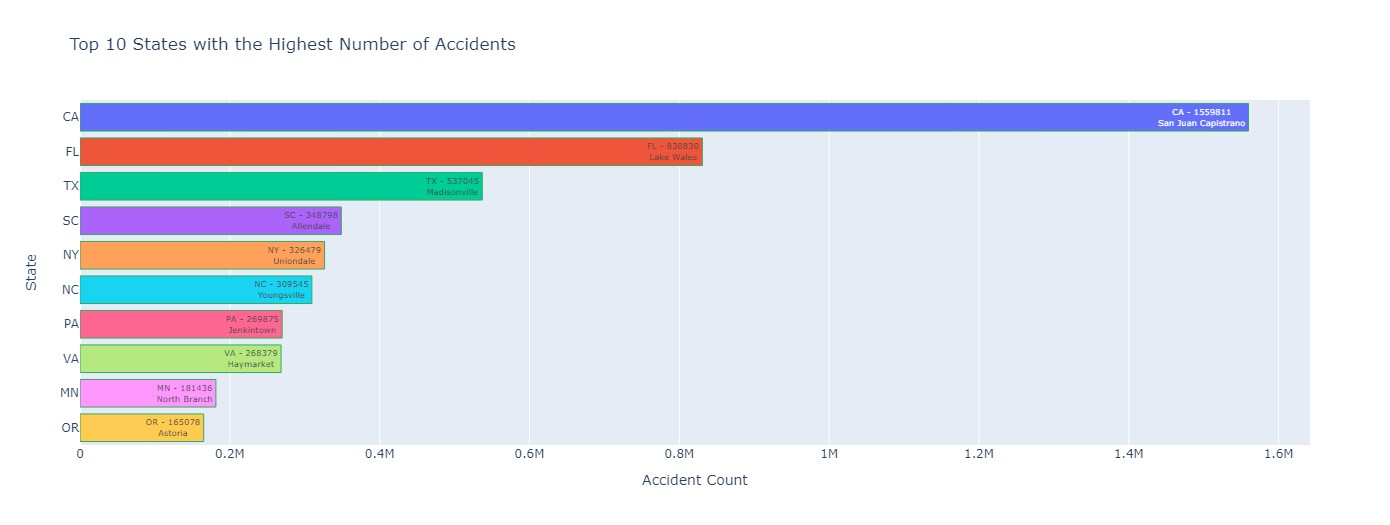 Top 10 States with the Highest Number of Accidents
CA
CA - 1559811
San Juan Capistrano
FL
FL - 830830
Lake Wales
TX
TX - 537045
Madisonville
SC
SC - 348798
Allendale
NY
NY - 326479
Uniondale
NC
NC - 309545
Youngsville
PA
PA - 269875
Jenkintown
VA
VA - 268379
Haymarket
MN
MN - 181436
North Branch
OR
OR - 165078
Astoria
State
0 0.2M 0.4M 0.6M 0.8M 1M 1.2M 1.4M 1.6M
Accident Count